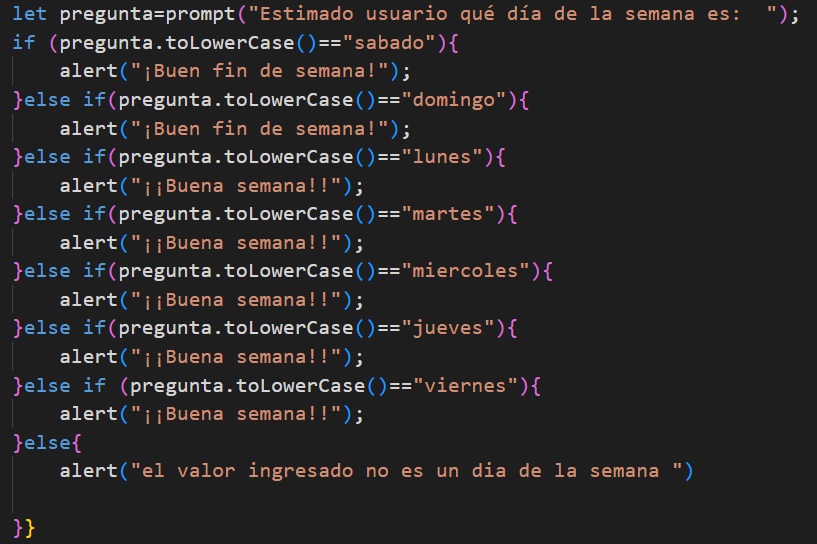 let pregunta=prompt("Estimado usuario qué día de la semana es:  ");
if (pregunta.toLowerCase()=="sabado"){
    alert("¡Buen fin de semana!");
}else if(pregunta.toLowerCase()=="domingo"){
    alert("¡Buen fin de semana!");
}else if(pregunta.toLowerCase()=="lunes"){
    alert("¡¡Buena semana!!");
}else if(pregunta.toLowerCase()=="martes"){
    alert("¡¡Buena semana!!");
}else if(pregunta.toLowerCase()=="miercoles"){
    alert("¡¡Buena semana!!");
}else if(pregunta.toLowerCase()=="jueves"){
    alert("¡¡Buena semana!!");
}else if (pregunta.toLowerCase()=="viernes"){
    alert("¡¡Buena semana!!");
}else{
    alert("el valor ingresado no es un dia de la semana ")
}}